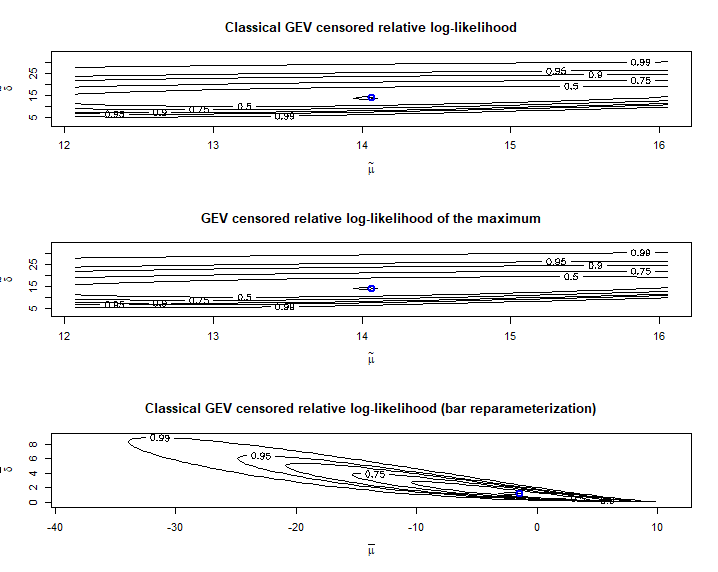 Classical GEV censored relative log-likelihood
0.99
0.95
0.9
0.75
0.5
0.5
0.75
0.9
0.95
0.99
5 15 25
δ̃
12 13 14 15 16
μ̃
GEV censored relative log-likelihood of the maximum
0.99
0.95
0.9
0.75
0.5
0.5
0.75
0.9
0.95
0.99
5 15 25
δ̃
12 13 14 15 16
μ̃
Classical GEV censored relative log-likelihood (bar reparameterization)
0.99
0.95
0.75
0 2 4 6 8
-40 -30 -20 -10 0 10
μ̅